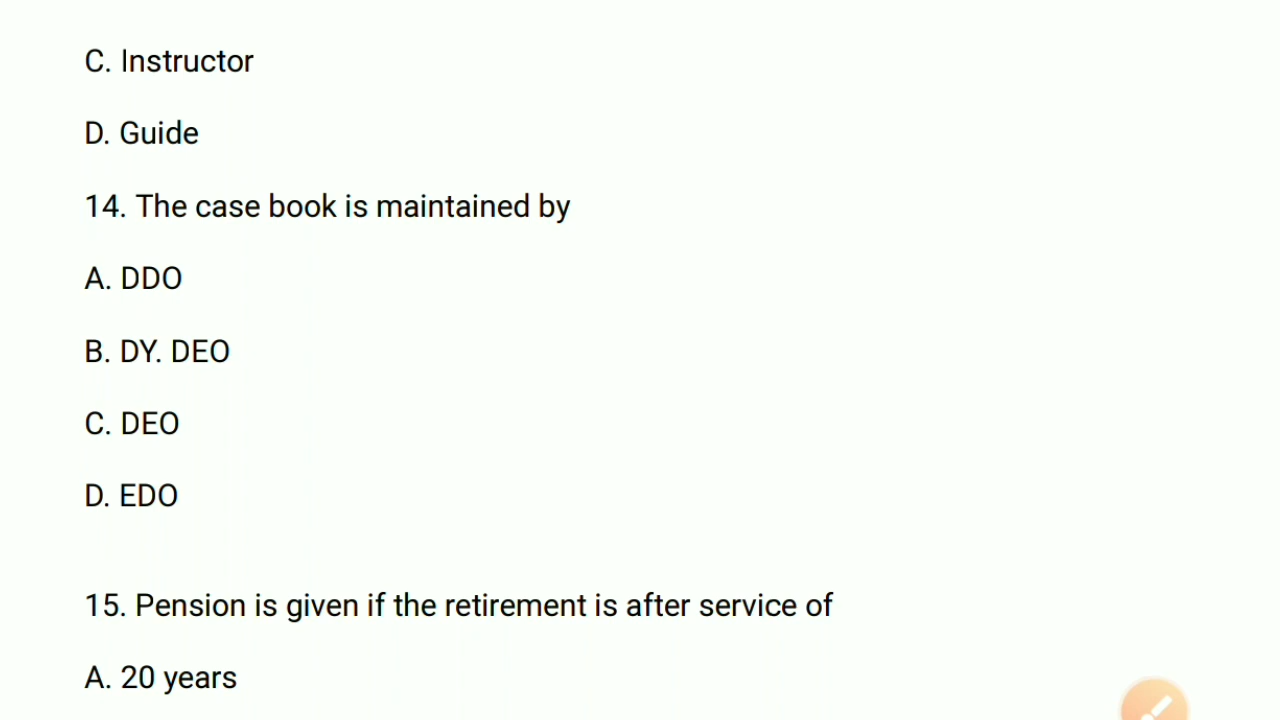 C. Instructor
D. Guide
14. The case book is maintained by
A. DDO
B. DY. DEO
C. DEO
D. EDO
15. Pension is given if the retirement is after service of
A. 20 years